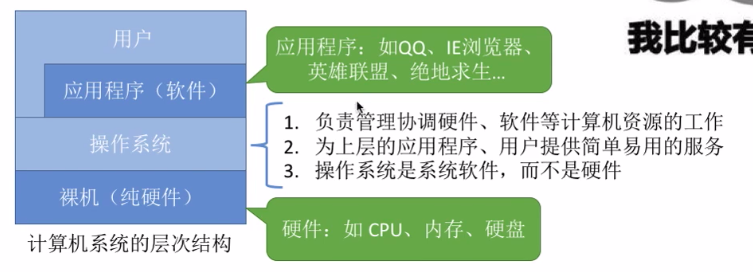 用户
应用程序（软件）
操作系统
裸机（纯硬件）
计算机系统的层次结构
应用程序：如QQ、IE浏览器、
英雄联盟、绝地求生...
1. 负责管理协调硬件、软件等计算机资源的工作
2. 为上层的应用程序、用户提供简单易用的服务
3. 操作系统是系统软件，而不是硬件
硬件：如 CPU、内存、硬盘
我比较有